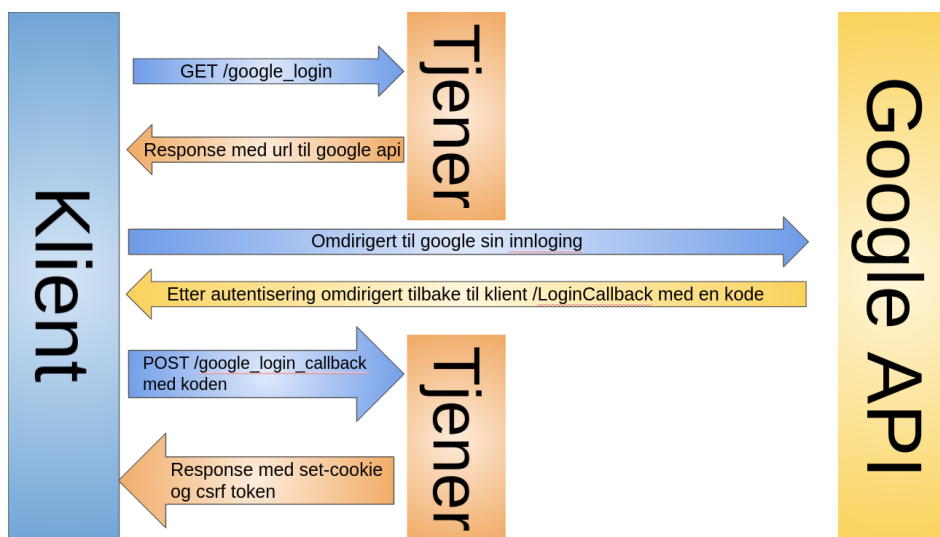 Klient
Tjener
Google API
GET /google_login
Response med url til google api
Omdirigert til google sin innloging
Etter autentisering omdirigert tilbake til klient /LoginCallback med en kode
POST /google_login_callback
med koden
Tjener
Response med set-cookie
og csrf token